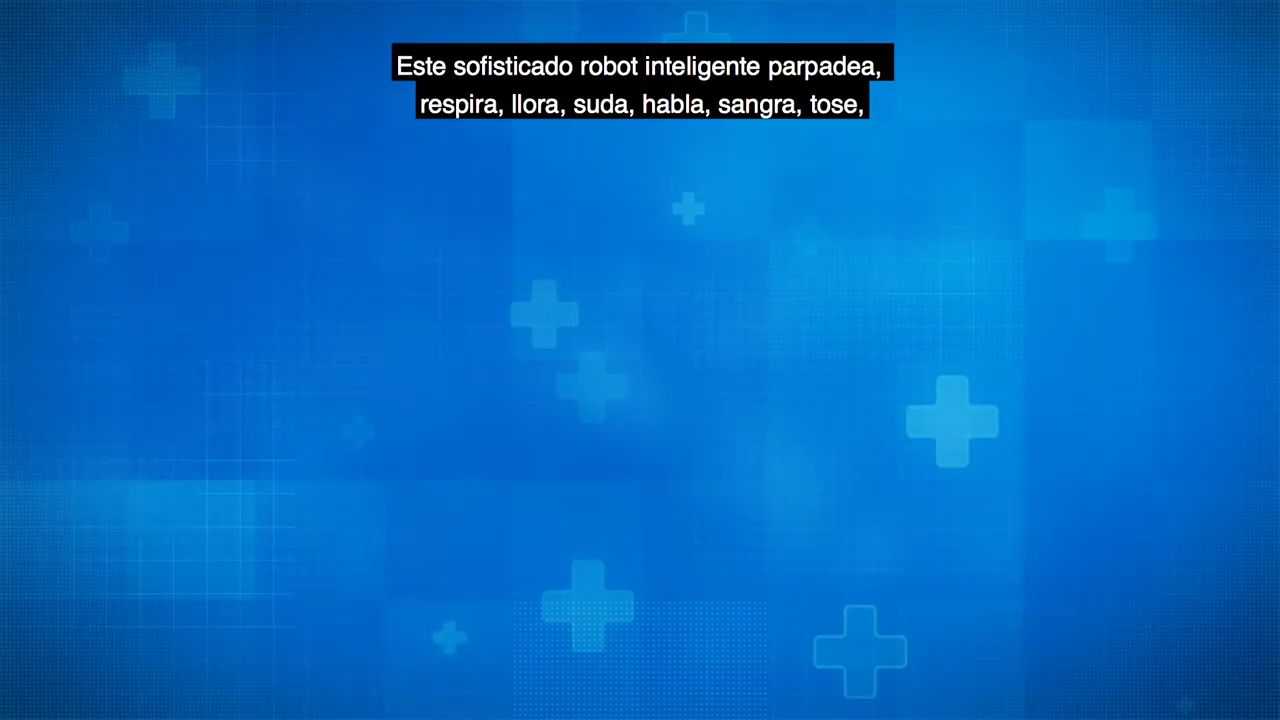 Este sofisticado robot inteligente parpadea,
respira, llora, suda, habla, sangra, tose,